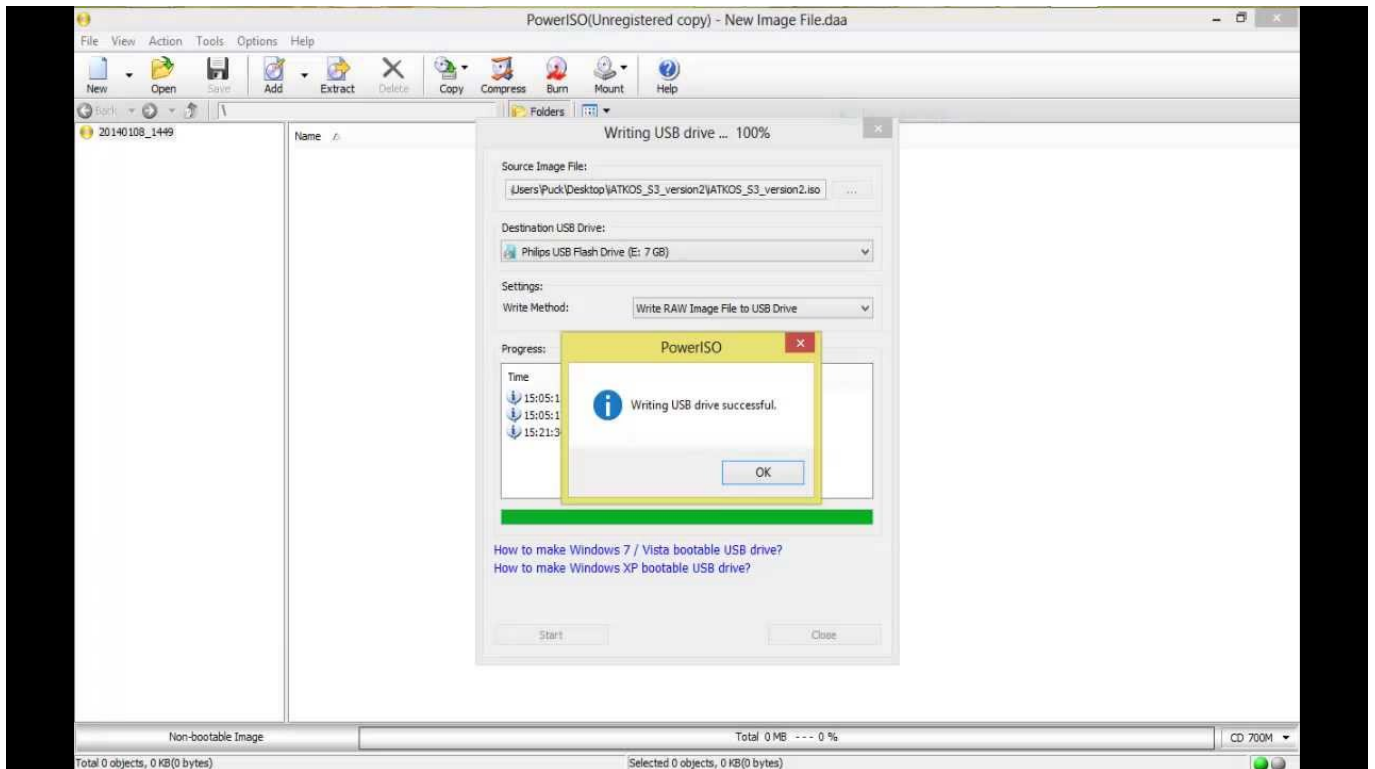 PowerISO(Unregistered copy) - New Image File.daa
File View Action Tools Options Help
New Open Save Add Extract Delete Copy Compress Burn Mount Help
Back \ Folders
20140108_1449
Name
Writing USB drive ... 100%
Source Image File:
\Users\Puck\Desktop\iATKOS_S3_version2\iATKOS_S3_version2.iso ...
Destination USB Drive:
Philips USB Flash Drive (E: 7 GB)
Settings:
Write Method: Write RAW Image File to USB Drive
Progress:
PowerISO
Time
15:05:1
15:05:1
15:21:3
Writing USB drive successful.
OK
How to make Windows 7 / Vista bootable USB drive?
How to make Windows XP bootable USB drive?
Start Close
Non-bootable Image Total 0 MB --- 0 % CD 700M
Total 0 objects, 0 KB(0 bytes) Selected 0 objects, 0 KB(0 bytes)